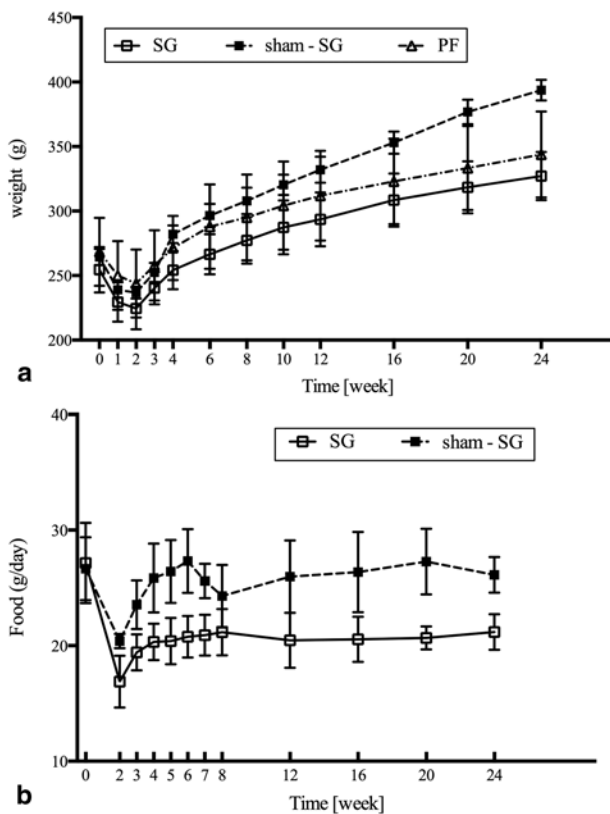 450
SG sham - SG PF
400
350
300
250
200
weight (g)
0 1 2 3 4 6 8 10 12 16 20 24
Time [week]
a
40
SG sham - SG
30
20
10
Food (g/day)
0 2 3 4 5 6 7 8 12 16 20 24
Time [week]
b